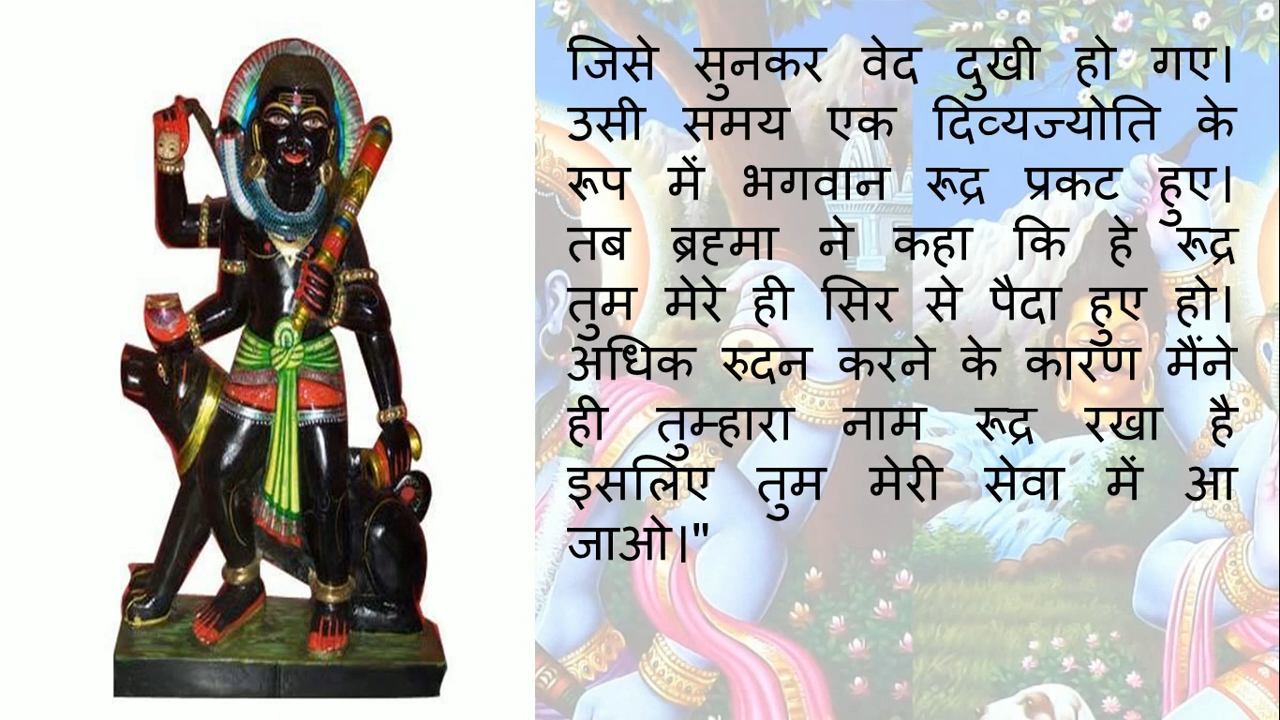 जिसे सुनकर वेद दुखी हो गए।
उसी समय एक दिव्यज्योति के
रूप में भगवान रूद्र प्रकट हुए।
तब ब्रह्मा ने कहा कि हे रूद्र
तुम मेरे ही सिर से पैदा हुए हो।
अधिक रुदन करने के कारण मैंने
ही तुम्हारा नाम रूद्र रखा है
इसलिए तुम मेरी सेवा में आ
जाओ।"